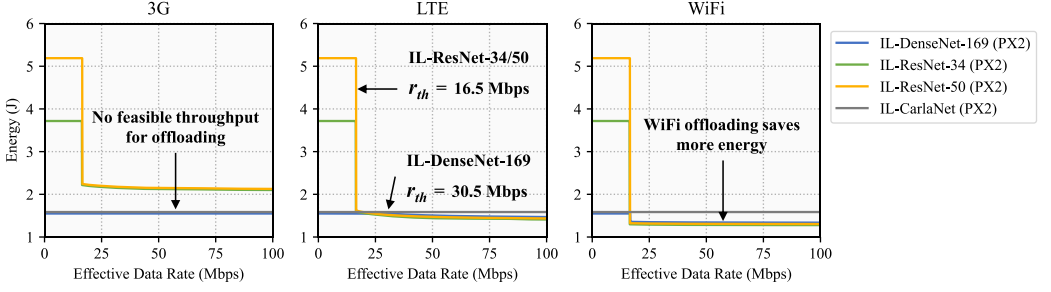 3G
6
5
4
3
2
1
Energy (J)
No feasible throughput
for offloading
0
25
50
75
100
Effective Data Rate (Mbps)
LTE
6
5
4
3
2
1
IL-ResNet-34/50
r_th = 16.5 Mbps
IL-DenseNet-169
r_th = 30.5 Mbps
0
25
50
75
100
Effective Data Rate (Mbps)
WiFi
6
5
4
3
2
1
WiFi offloading saves
more energy
0
25
50
75
100
Effective Data Rate (Mbps)
IL-DenseNet-169 (PX2)
IL-ResNet-34 (PX2)
IL-ResNet-50 (PX2)
IL-CarlaNet (PX2)